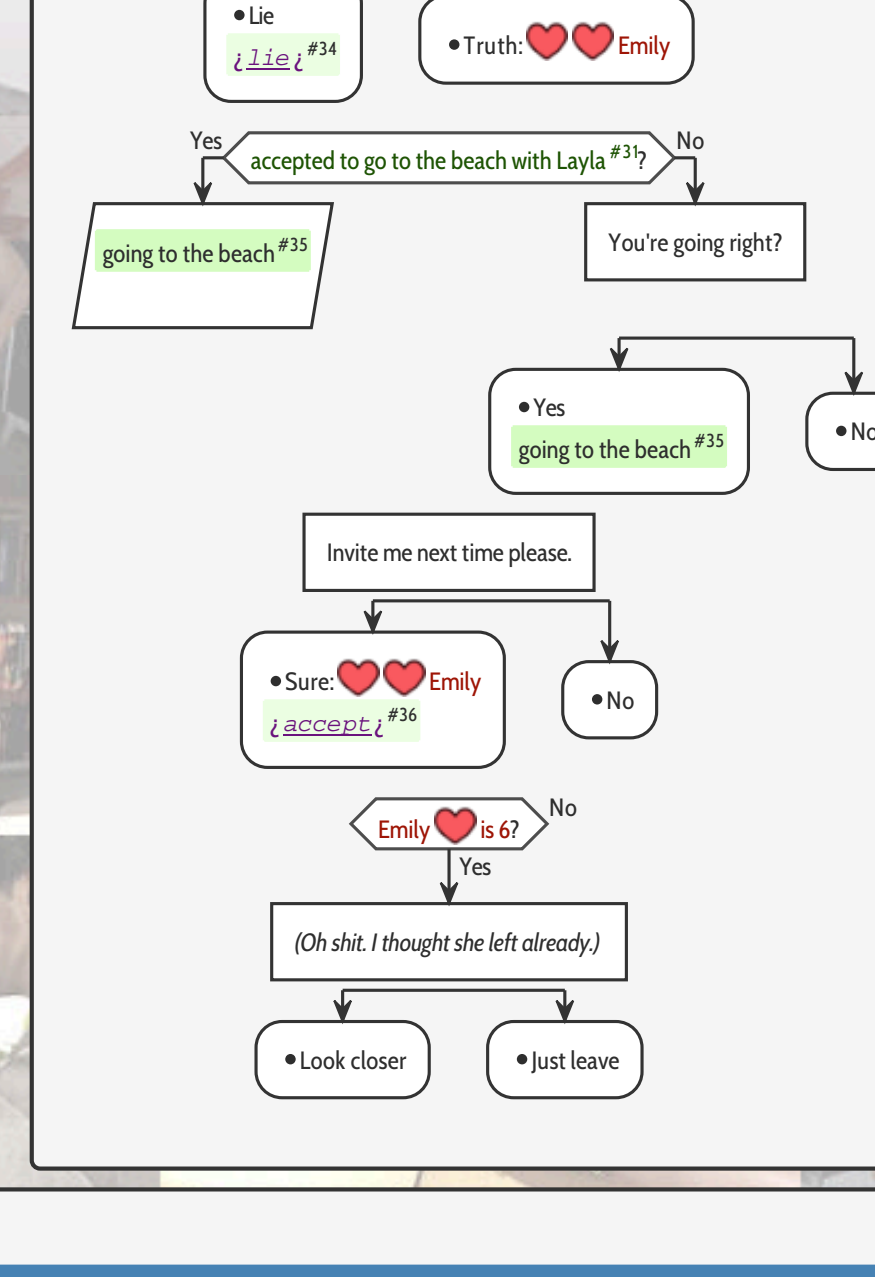 •Lie
¿lie¿ #34
•Truth: Emily
Yes
accepted to go to the beach with Layla #31?
No
going to the beach #35
You're going right?
•Yes
going to the beach #35
•No
Invite me next time please.
•Sure: Emily
¿accept¿ #36
•No
Emily is 6?
No
Yes
(Oh shit. I thought she left already.)
•Look closer
•Just leave